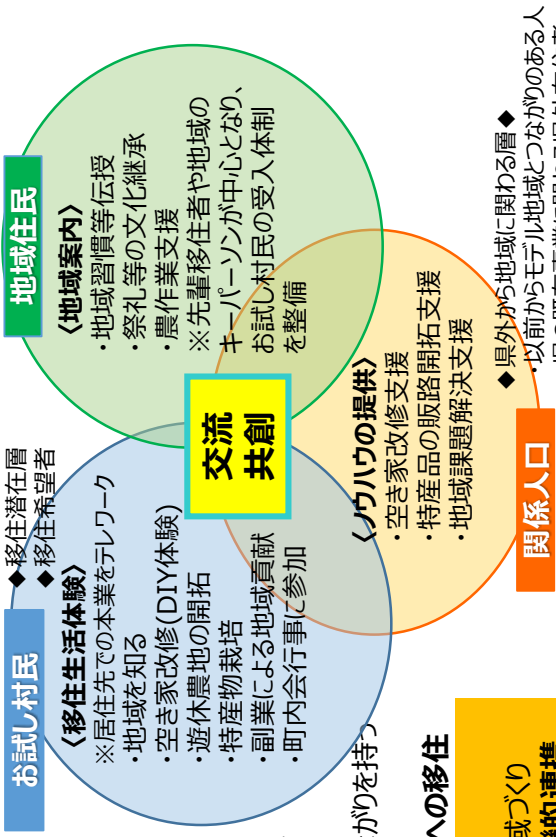 お試し村民
◆移住潜在層
◆移住希望者
〈移住生活体験〉
※居住先での本業をテレワーク
・地域を知る
・空き家改修(DIY体験)
・遊休農地の開拓
・特産物栽培
・副業による地域貢献
・町内会行事に参加
地域住民
〈地域案内〉
・地域習慣等伝授
・祭礼等の文化継承
・農作業支援
※先輩移住者や地域の
キーパーソンが中心となり、
お試し村民の受入体制
を整備
交流
共創
〈ノウハウの提供〉
・空き家改修支援
・特産品の販路開拓支援
・地域課題解決支援
関係人口
◆県外から地域に関わる層◆
・以前からモデル地域とつながりのある人
がりを持つ
への移住
域づくり
的連携